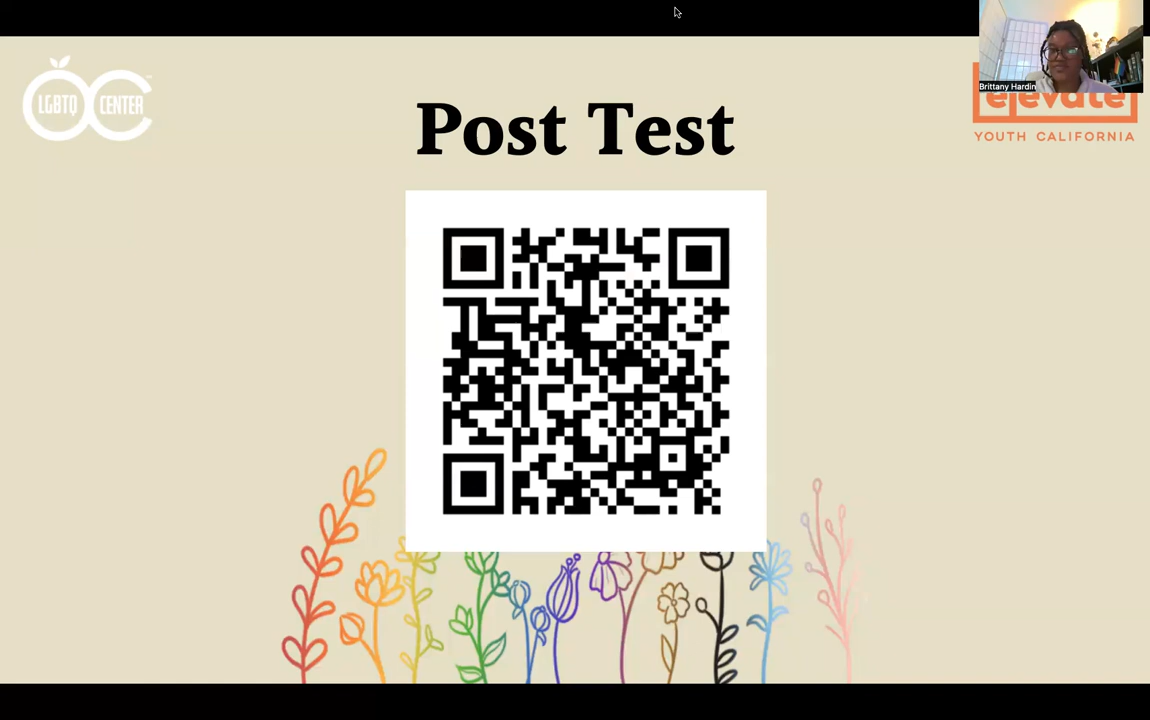 LGBTQ CENTER
Post Test
Brittany Hardin
elevate
YOUTH CALIFORNIA